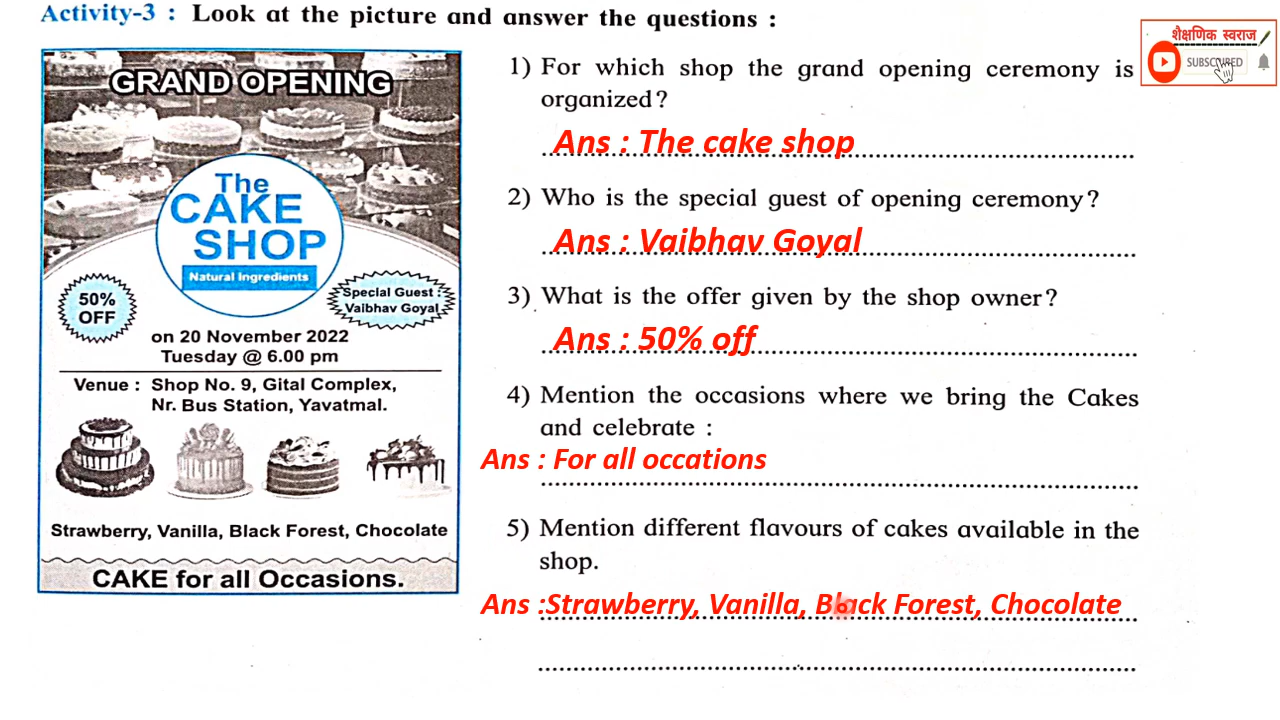 Activity-3 : Look at the picture and answer the questions :
शैक्षणिक स्वराज
SUBSCRIBED
GRAND OPENING
The
CAKE
SHOP
Natural Ingredients
50%
OFF
Special Guest :
Vaibhav Goyal
on 20 November 2022
Tuesday @ 6.00 pm
Venue : Shop No. 9, Gital Complex,
Nr. Bus Station, Yavatmal.
Strawberry, Vanilla, Black Forest, Chocolate
CAKE for all Occasions.
1) For which shop the grand opening ceremony is
organized?
Ans : The cake shop
2) Who is the special guest of opening ceremony?
Ans : Vaibhav Goyal
3) What is the offer given by the shop owner?
Ans : 50% off
4) Mention the occasions where we bring the Cakes
and celebrate :
Ans : For all occations
5) Mention different flavours of cakes available in the
shop.
Ans :Strawberry, Vanilla, Black Forest, Chocolate